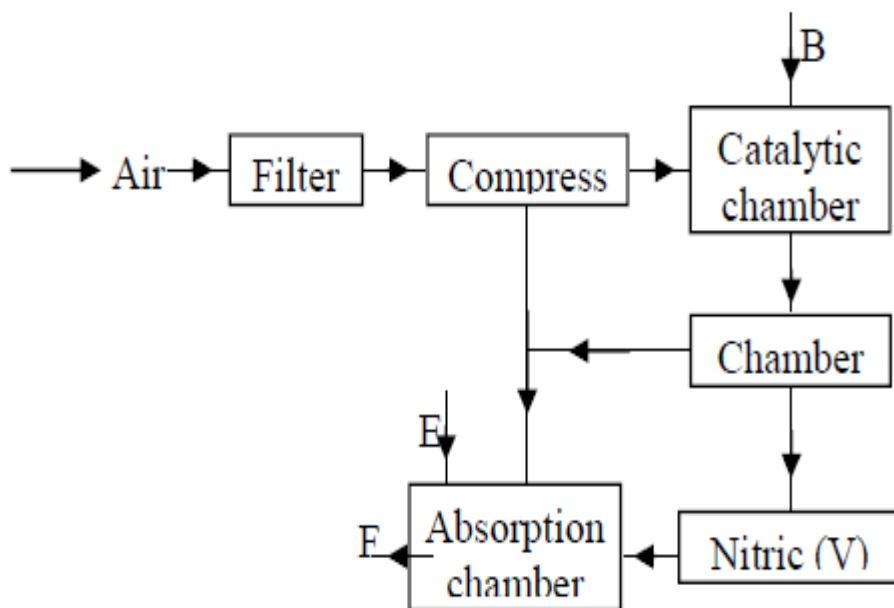 B
Air
Filter
Compress
Catalytic
chamber
Chamber
E
F
Absorption
chamber
Nitric (V)